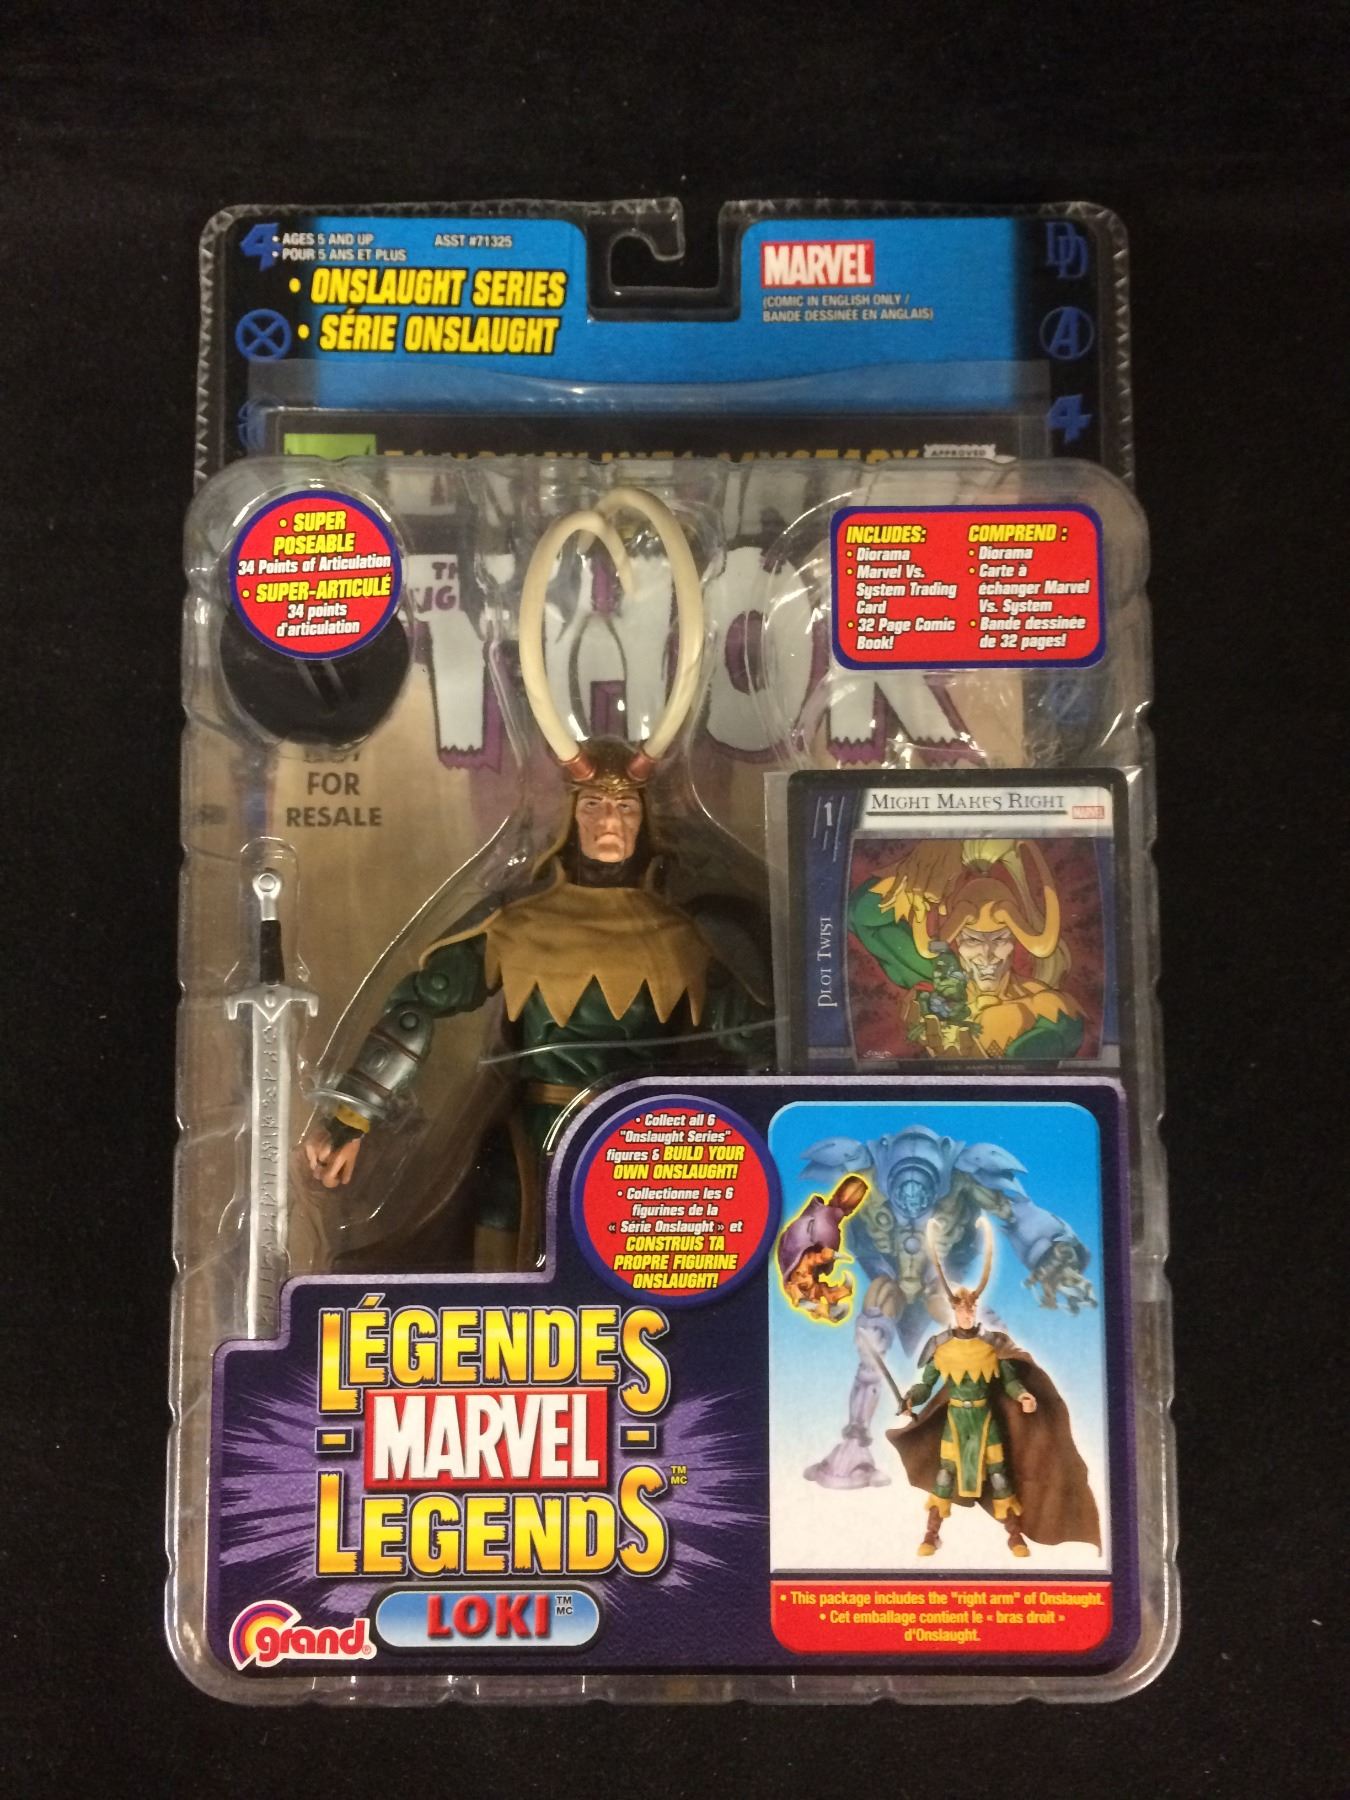 • AGES 5 AND UP
ASST #71325
• POUR 5 ANS ET PLUS
• ONSLAUGHT SERIES
• SÉRIE ONSLAUGHT
MARVEL
(COMIC IN ENGLISH ONLY /
BANDE DESSINÉE EN ANGLAIS)
APPROVED
• SUPER
POSEABLE
34 Points of Articulation
• SUPER-ARTICULÉ
34 points
d'articulation
INCLUDES:
• Diorama
• Marvel Vs.
System Trading
Card
• 32 Page Comic
Book!
COMPREND :
• Diorama
• Carte à
échanger Marvel
Vs. System
• Bande dessinée
de 32 pages!
THOR
FOR
RESALE
1
MIGHT MAKES RIGHT
MARVEL
PLOT TWIST
• Collect all 6
"Onslaught Series"
figures & BUILD YOUR
OWN ONSLAUGHT!
• Collectionne les 6
figurines de la
« Série Onslaught » et
CONSTRUIS TA
PROPRE FIGURINE
ONSLAUGHT!
LÉGENDES
- MARVEL -
LEGENDS TM MC
LOKI TM MC
grand®
• This package includes the "right arm" of Onslaught.
• Cet emballage contient le « bras droit »
d'Onslaught.